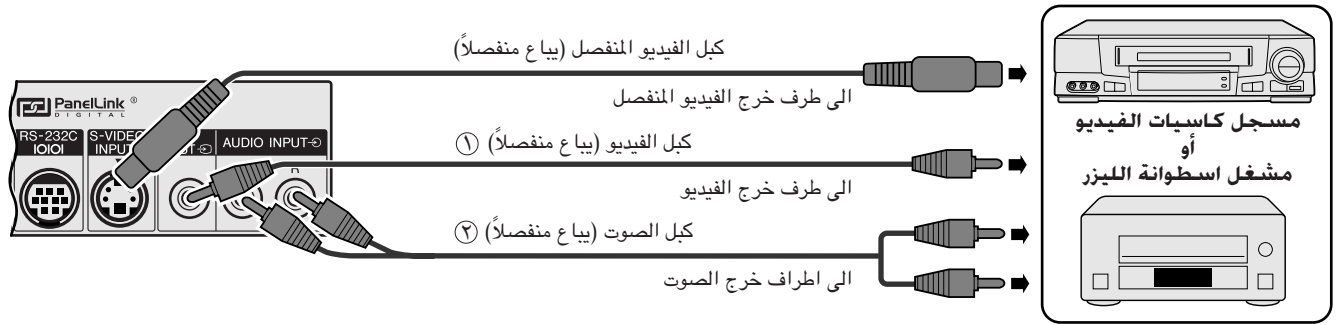 كبل الفيديو المنفصل (يباع منفصلاً)
الى طرف خرج الفيديو المنفصل
كبل الفيديو (يباع منفصلاً) ①
الى طرف خرج الفيديو
كبل الصوت (يباع منفصلاً) ②
الى اطراف خرج الصوت
مسجل كاسيات الفيديو
أو
مشغل اسطوانة الليزر
PanelLink ®
DIGITAL
RS-232C
IOIOI
S-VIDEO
INPUT
AUDIO INPUT
R